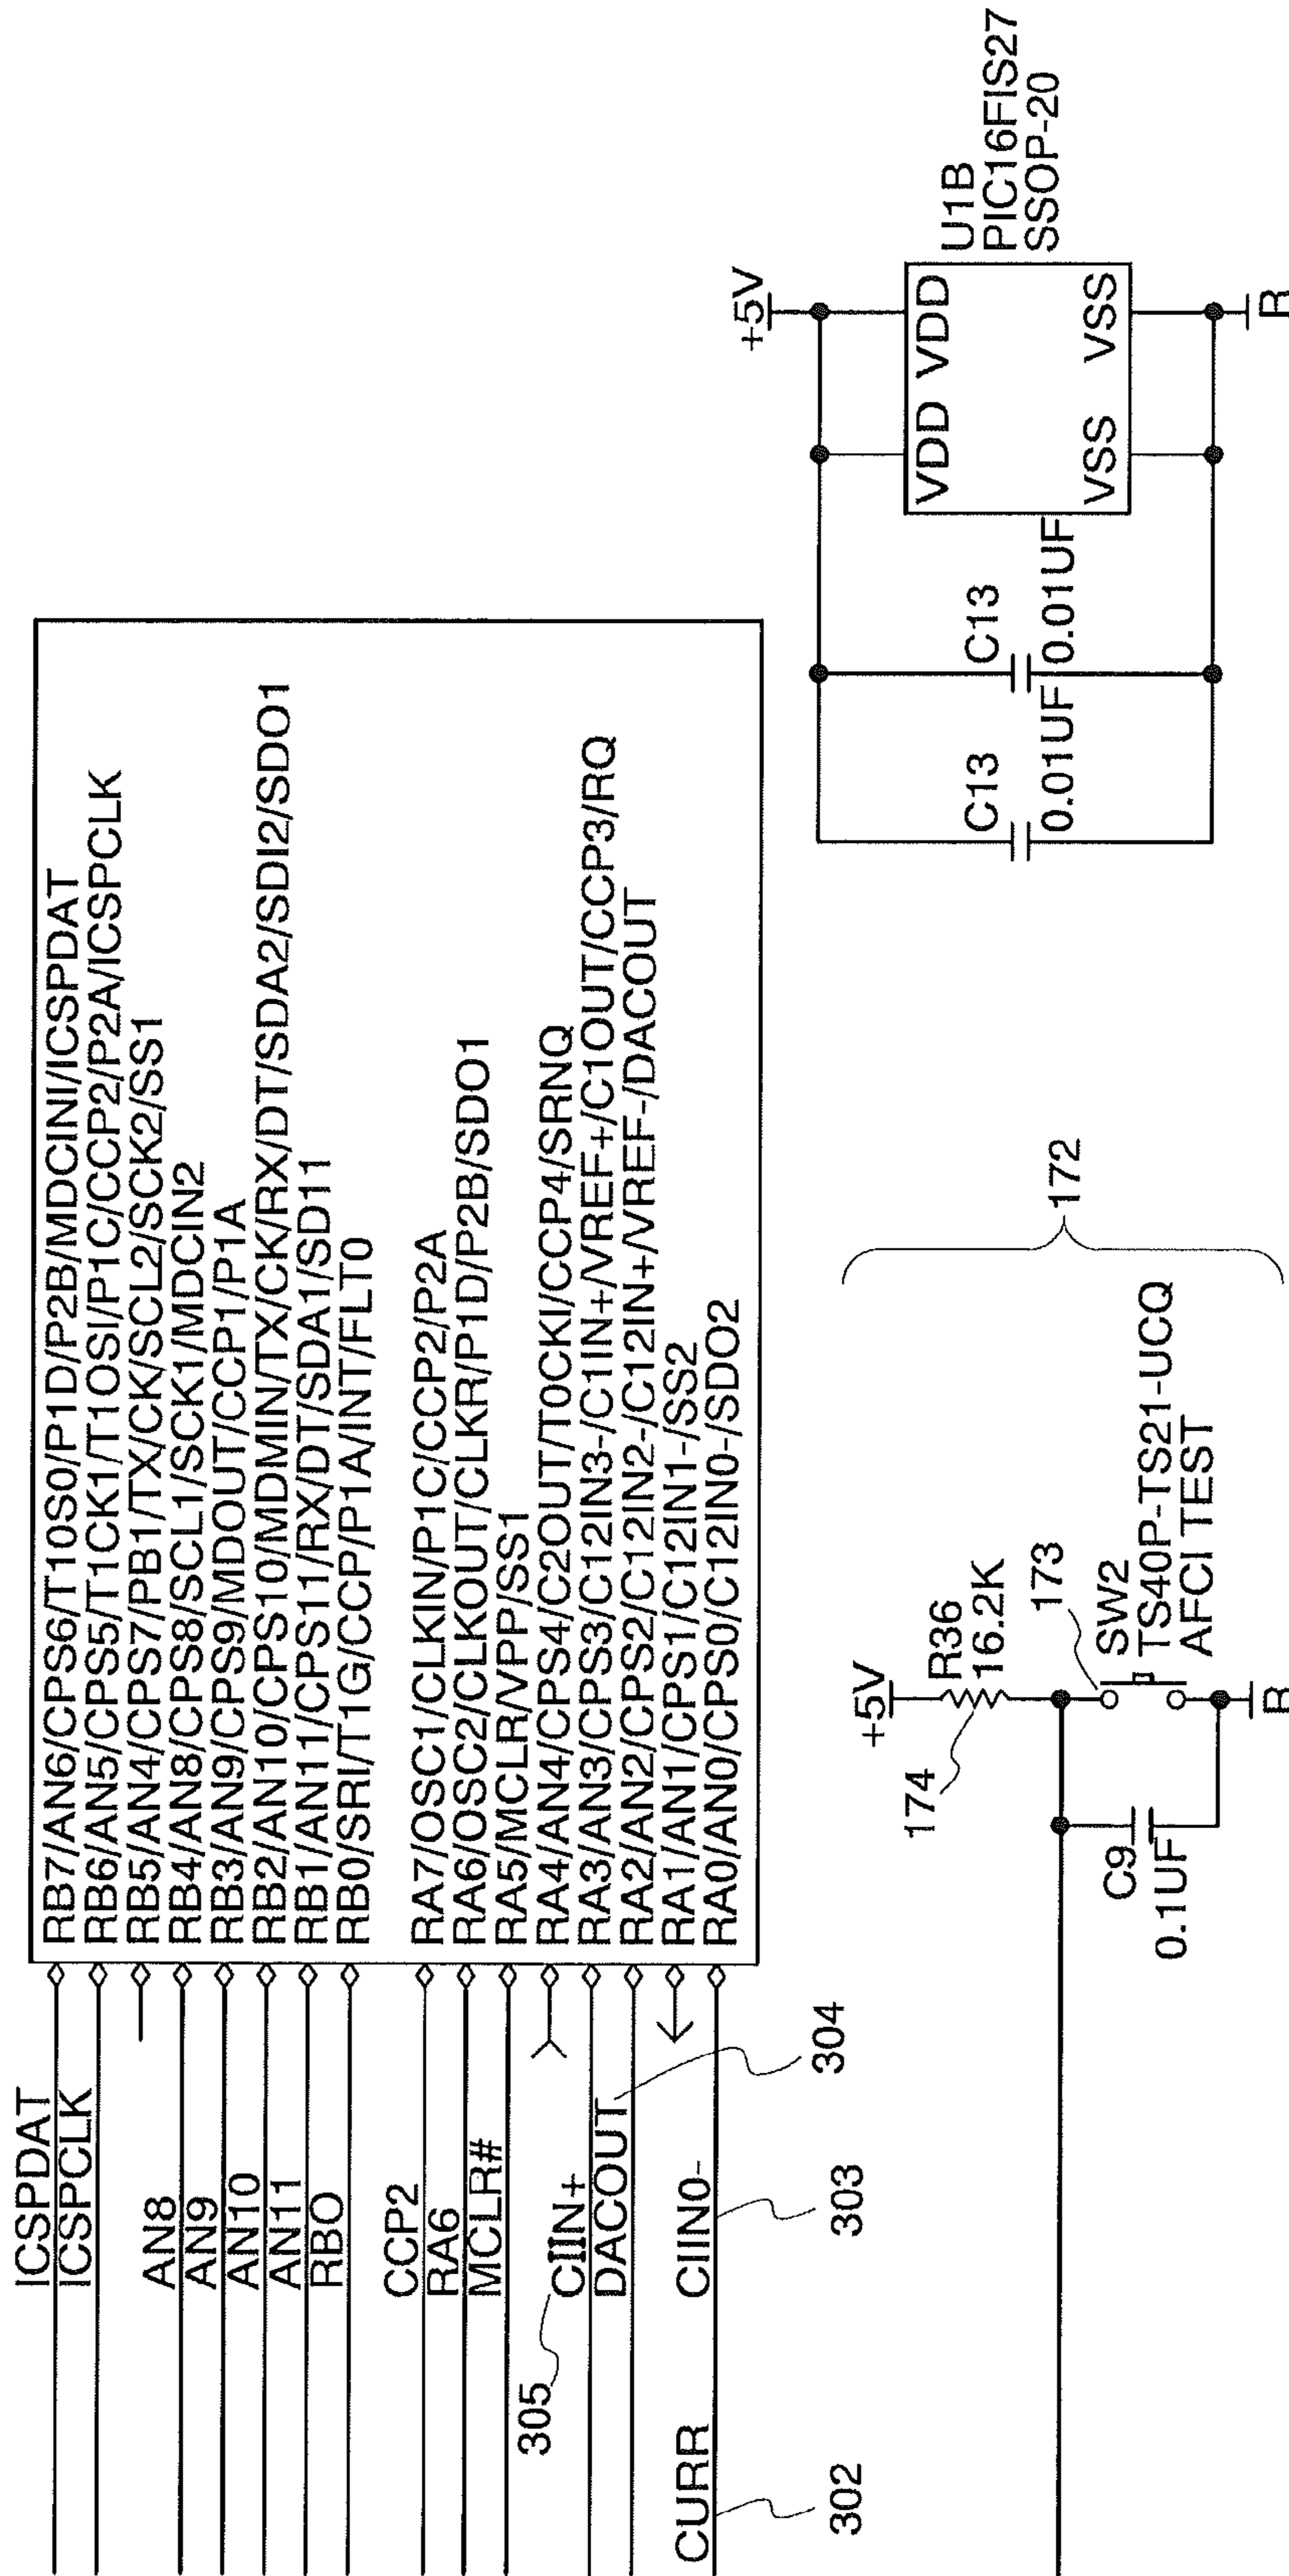 ICSPDAT
ICSPCLK
AN8
AN9
AN10
AN11
RBO
CCP2
RA6
MCLR#
305
CIIN+
DACOUT
304
CURR
CIIN0-
302
303
RB7/AN6/CPS6/T10S0/P1D/P2B/MDCINI/ICSPDAT
RB6/AN5/CPS5/T1CK1/T1OSI/P1C/CCP2/P2A/ICSPCLK
RB5/AN4/CPS7/PB1/TX/CK/SCL2/SCK2/SS1
RB4/AN8/CPS8/SCL1/SCK1/MDCIN2
RB3/AN9/CPS9/MDOUT/CCP1/P1A
RB2/AN10/CPS10/MDMIN/TX/CK/RX/DT/SDA2/SDI2/SDO1
RB1/AN11/CPS11/RX/DT/SDA1/SD11
RB0/SRI/T1G/CCP/P1A/INT/FLT0
RA7/OSC1/CLKIN/P1C/CCP2/P2A
RA6/OSC2/CLKOUT/CLKR/P1D/P2B/SDO1
RA5/MCLR/VPP/SS1
RA4/AN4/CPS4/C2OUT/T0CKI/CCP4/SRNQ
RA3/AN3/CPS3/C12IN3-/C1IN+/VREF+/C1OUT/CCP3/RQ
RA2/AN2/CPS2/C12IN2-/C12IN+/VREF-/DACOUT
RA1/AN1/CPS1/C12IN1-/SS2
RA0/AN0/CPS0/C12IN0-/SDO2
+5V
174
R36
16.2K
173
C9
0.1UF
SW2
TS40P-TS21-UCQ
AFCI TEST
R
172
+5V
C13
0.01UF
C13
0.01UF
VDD VDD
VSS VSS
U1B
PIC16FIS27
SSOP-20
R